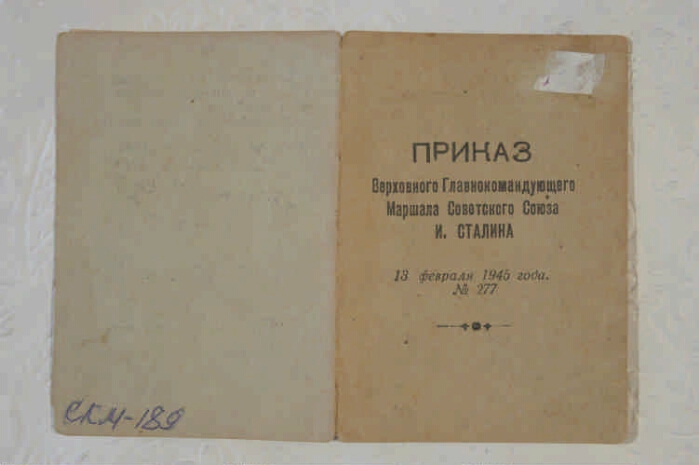 ПРИКАЗ
Верховного Главнокомандующего
Маршала Советского Союза
И. СТАЛИНА
13 февраля 1945 года.
№ 277
СКМ-189